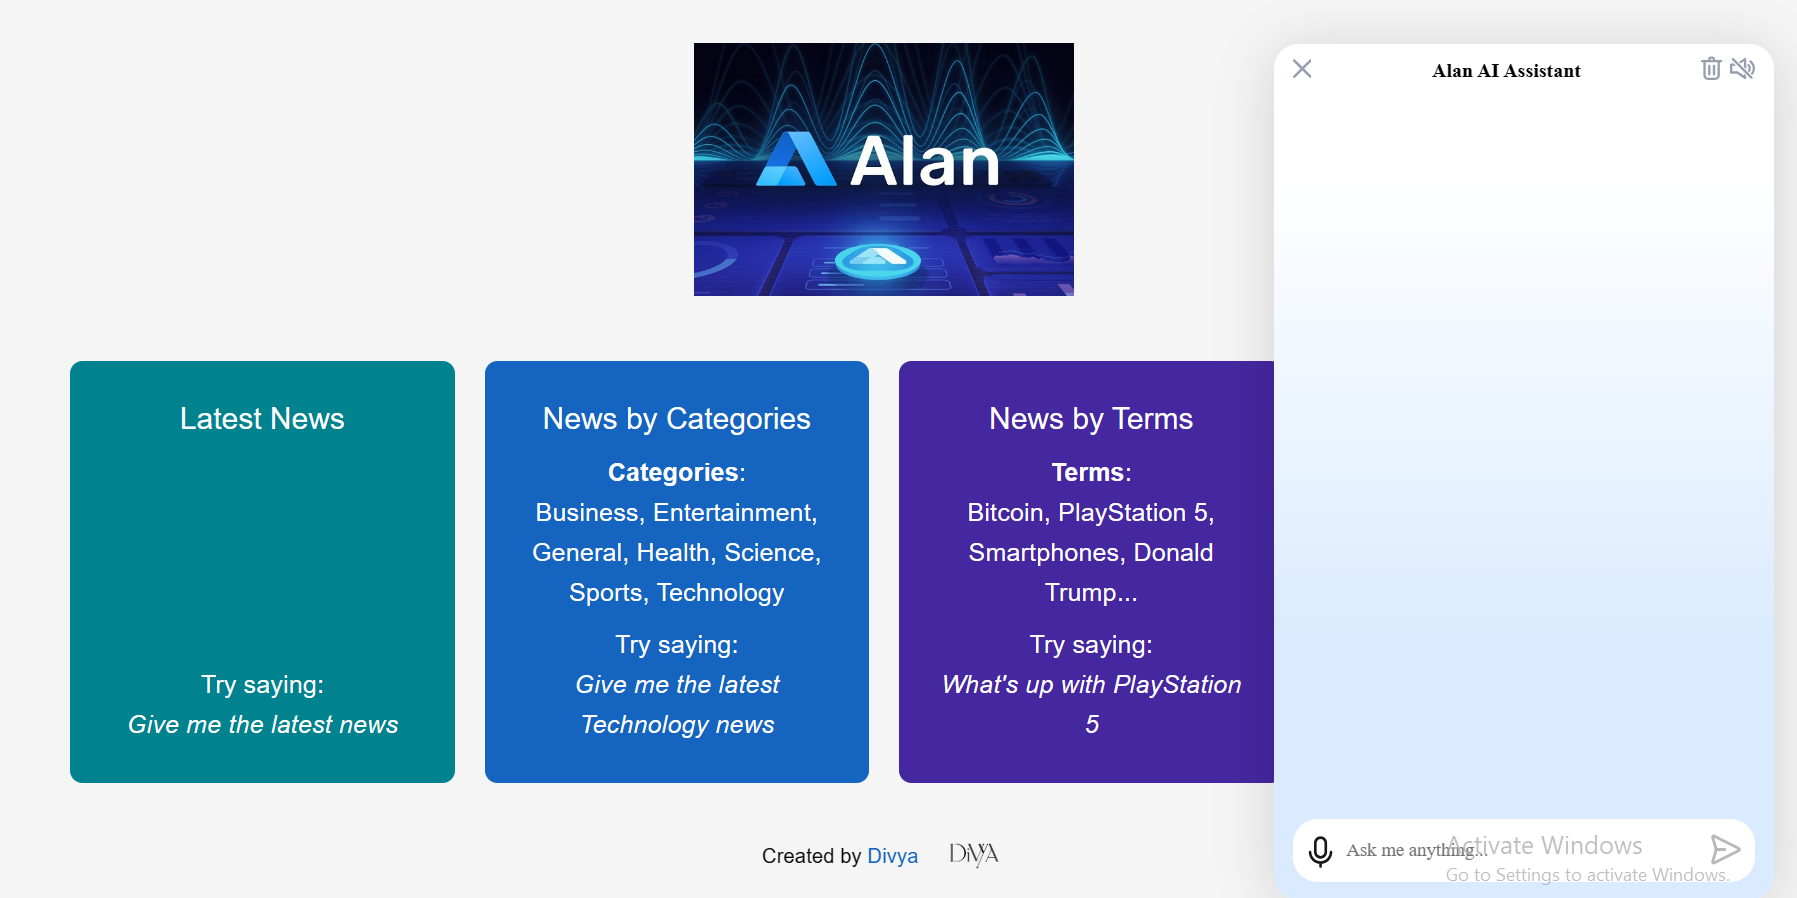 Alan
Latest News
Try saying:
Give me the latest news
News by Categories
Categories:
Business, Entertainment,
General, Health, Science,
Sports, Technology
Try saying:
Give me the latest
Technology news
News by Terms
Terms:
Bitcoin, PlayStation 5,
Smartphones, Donald
Trump...
Try saying:
What's up with PlayStation
5
Created by Divya
DIVYA
Alan AI Assistant
Ask me anything...
Activate Windows
Go to Settings to activate Windows.